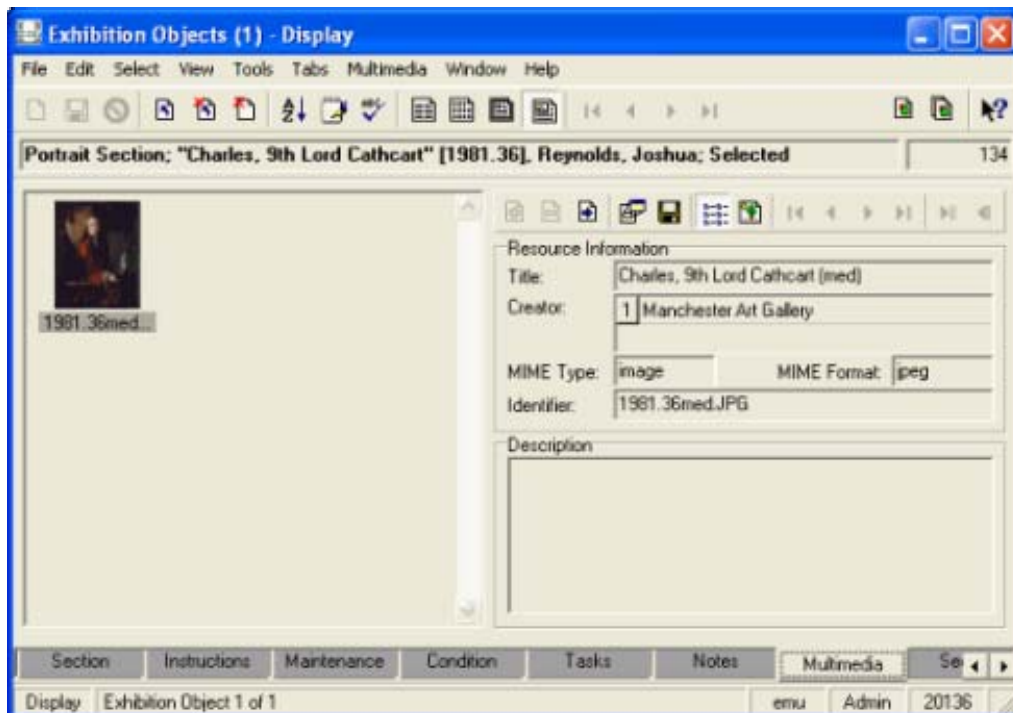 Exhibition Objects (1) - Display
File Edit Select View Tools Tabs Multimedia Window Help
Portrait Section; "Charles, 9th Lord Cathcart" [1981.36], Reynolds, Joshua; Selected 134
1981.36med...
Resource Information
Title: Charles, 9th Lord Cathcart (med)
Creator: 1 Manchester Art Gallery
MIME Type: image MIME Format: jpeg
Identifier: 1981.36med.JPG
Description
Section Instructions Maintenance Condition Tasks Notes Multimedia Se
Display Exhibition Object 1 of 1 emu Admin 20136